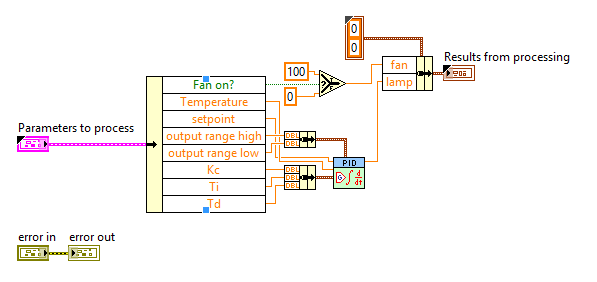 0
0
Results from processing
fan
lamp
100
T
F
0
Fan on?
Temperature
setpoint
output range high
output range low
Kc
Ti
Td
DBL
DBL
DBL
DBL
DBL
PID
Parameters to process
error in
error out